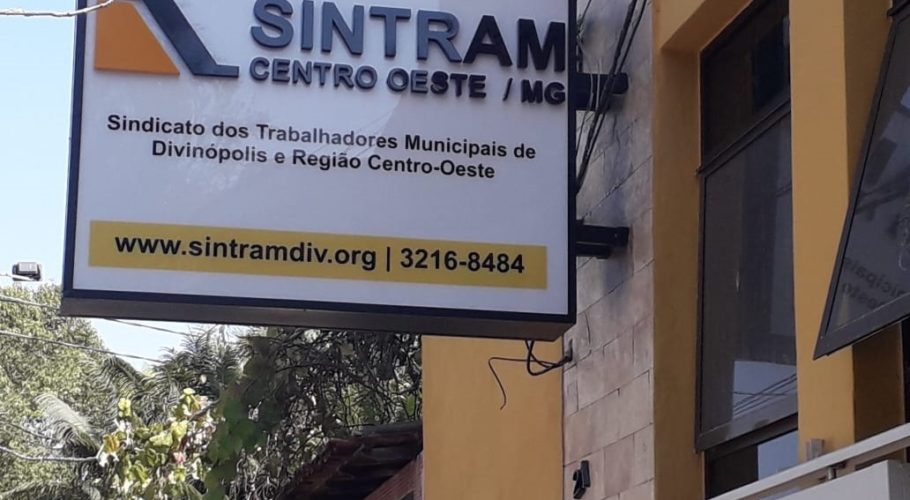 SINTRAM
CENTRO OESTE / MG
Sindicato dos Trabalhadores Municipais de
Divinópolis e Região Centro-Oeste
www.sintramdiv.org | 3216-8484